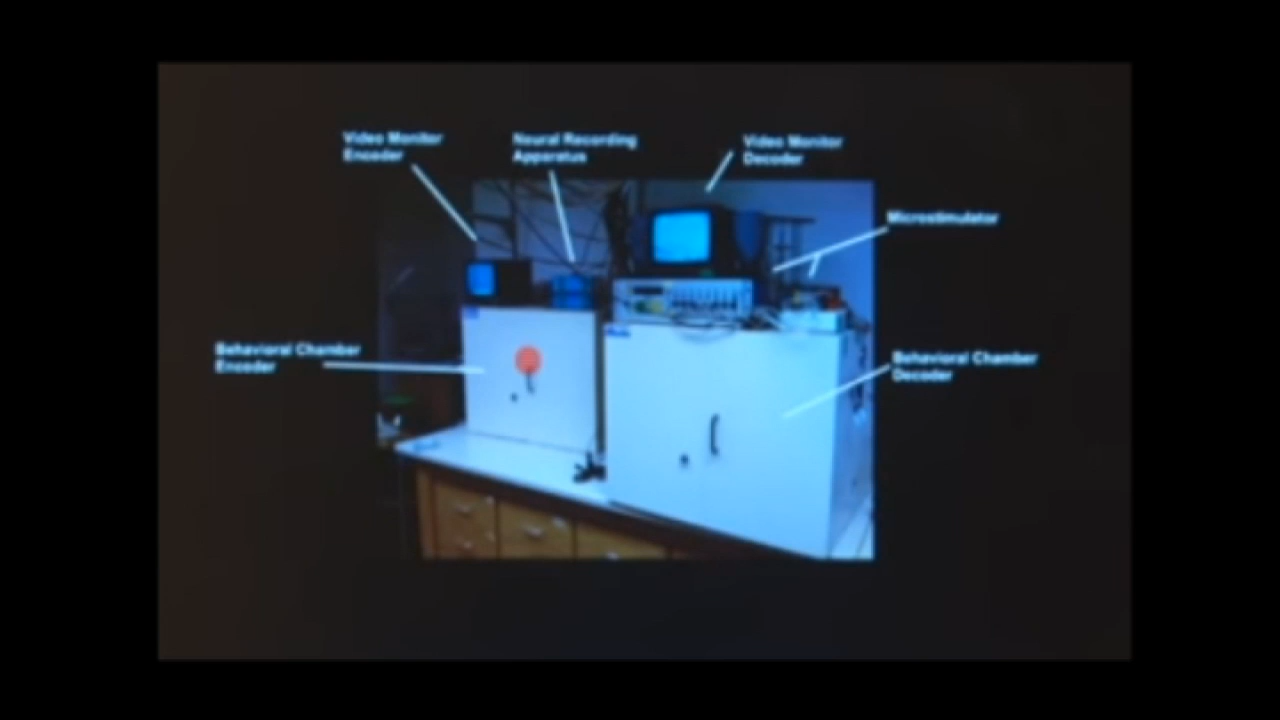 Video Monitor
Encoder
Neural Recording
Apparatus
Video Monitor
Decoder
Microstimulator
Behavioral Chamber
Encoder
Behavioral Chamber
Decoder